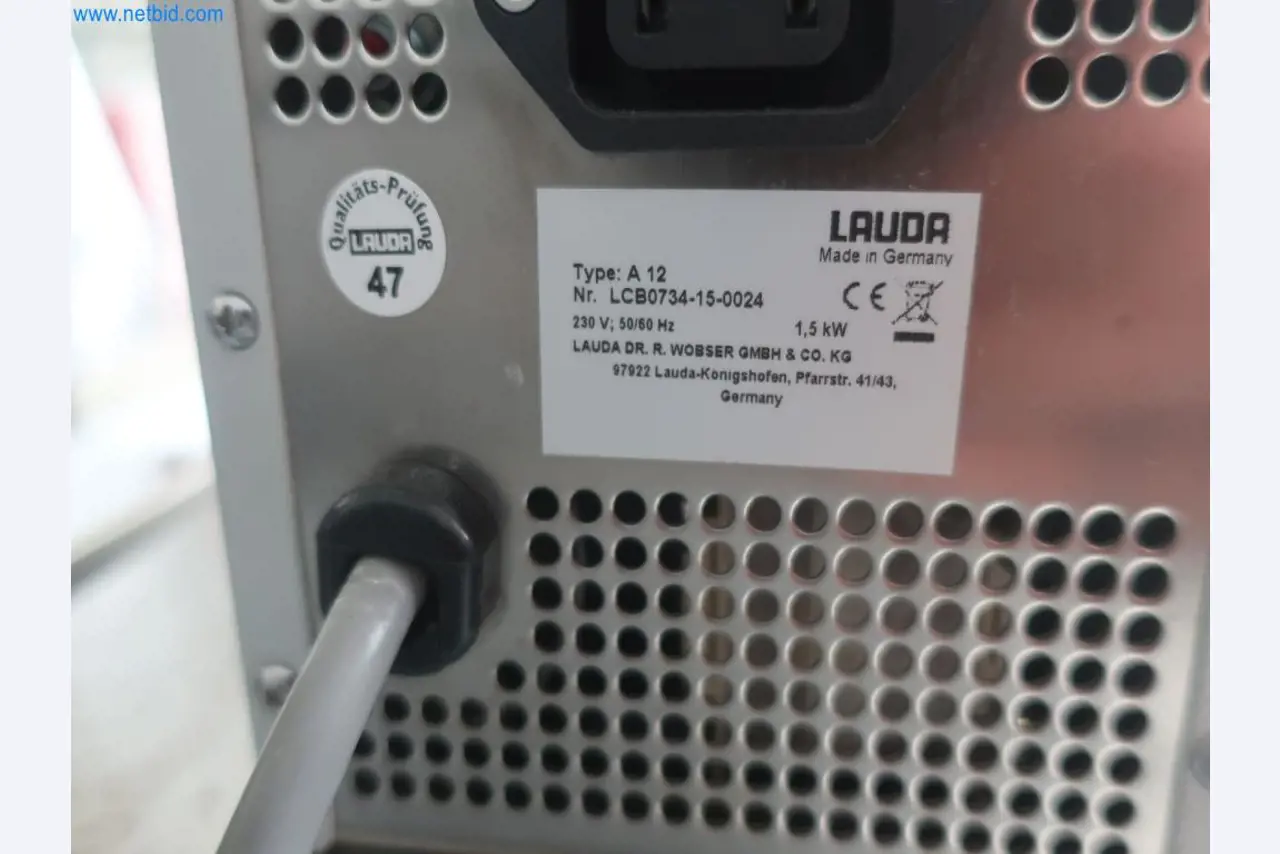 www.netbid.com
Qualitäts-Prüfung
LAUDA
47
LAUDA
Made in Germany
Type: A 12
Nr. LCB0734-15-0024
230 V; 50/60 Hz 1,5 kW
LAUDA DR. R. WOBSER GMBH & CO. KG
97922 Lauda-Königshofen, Pfarrstr. 41/43,
Germany